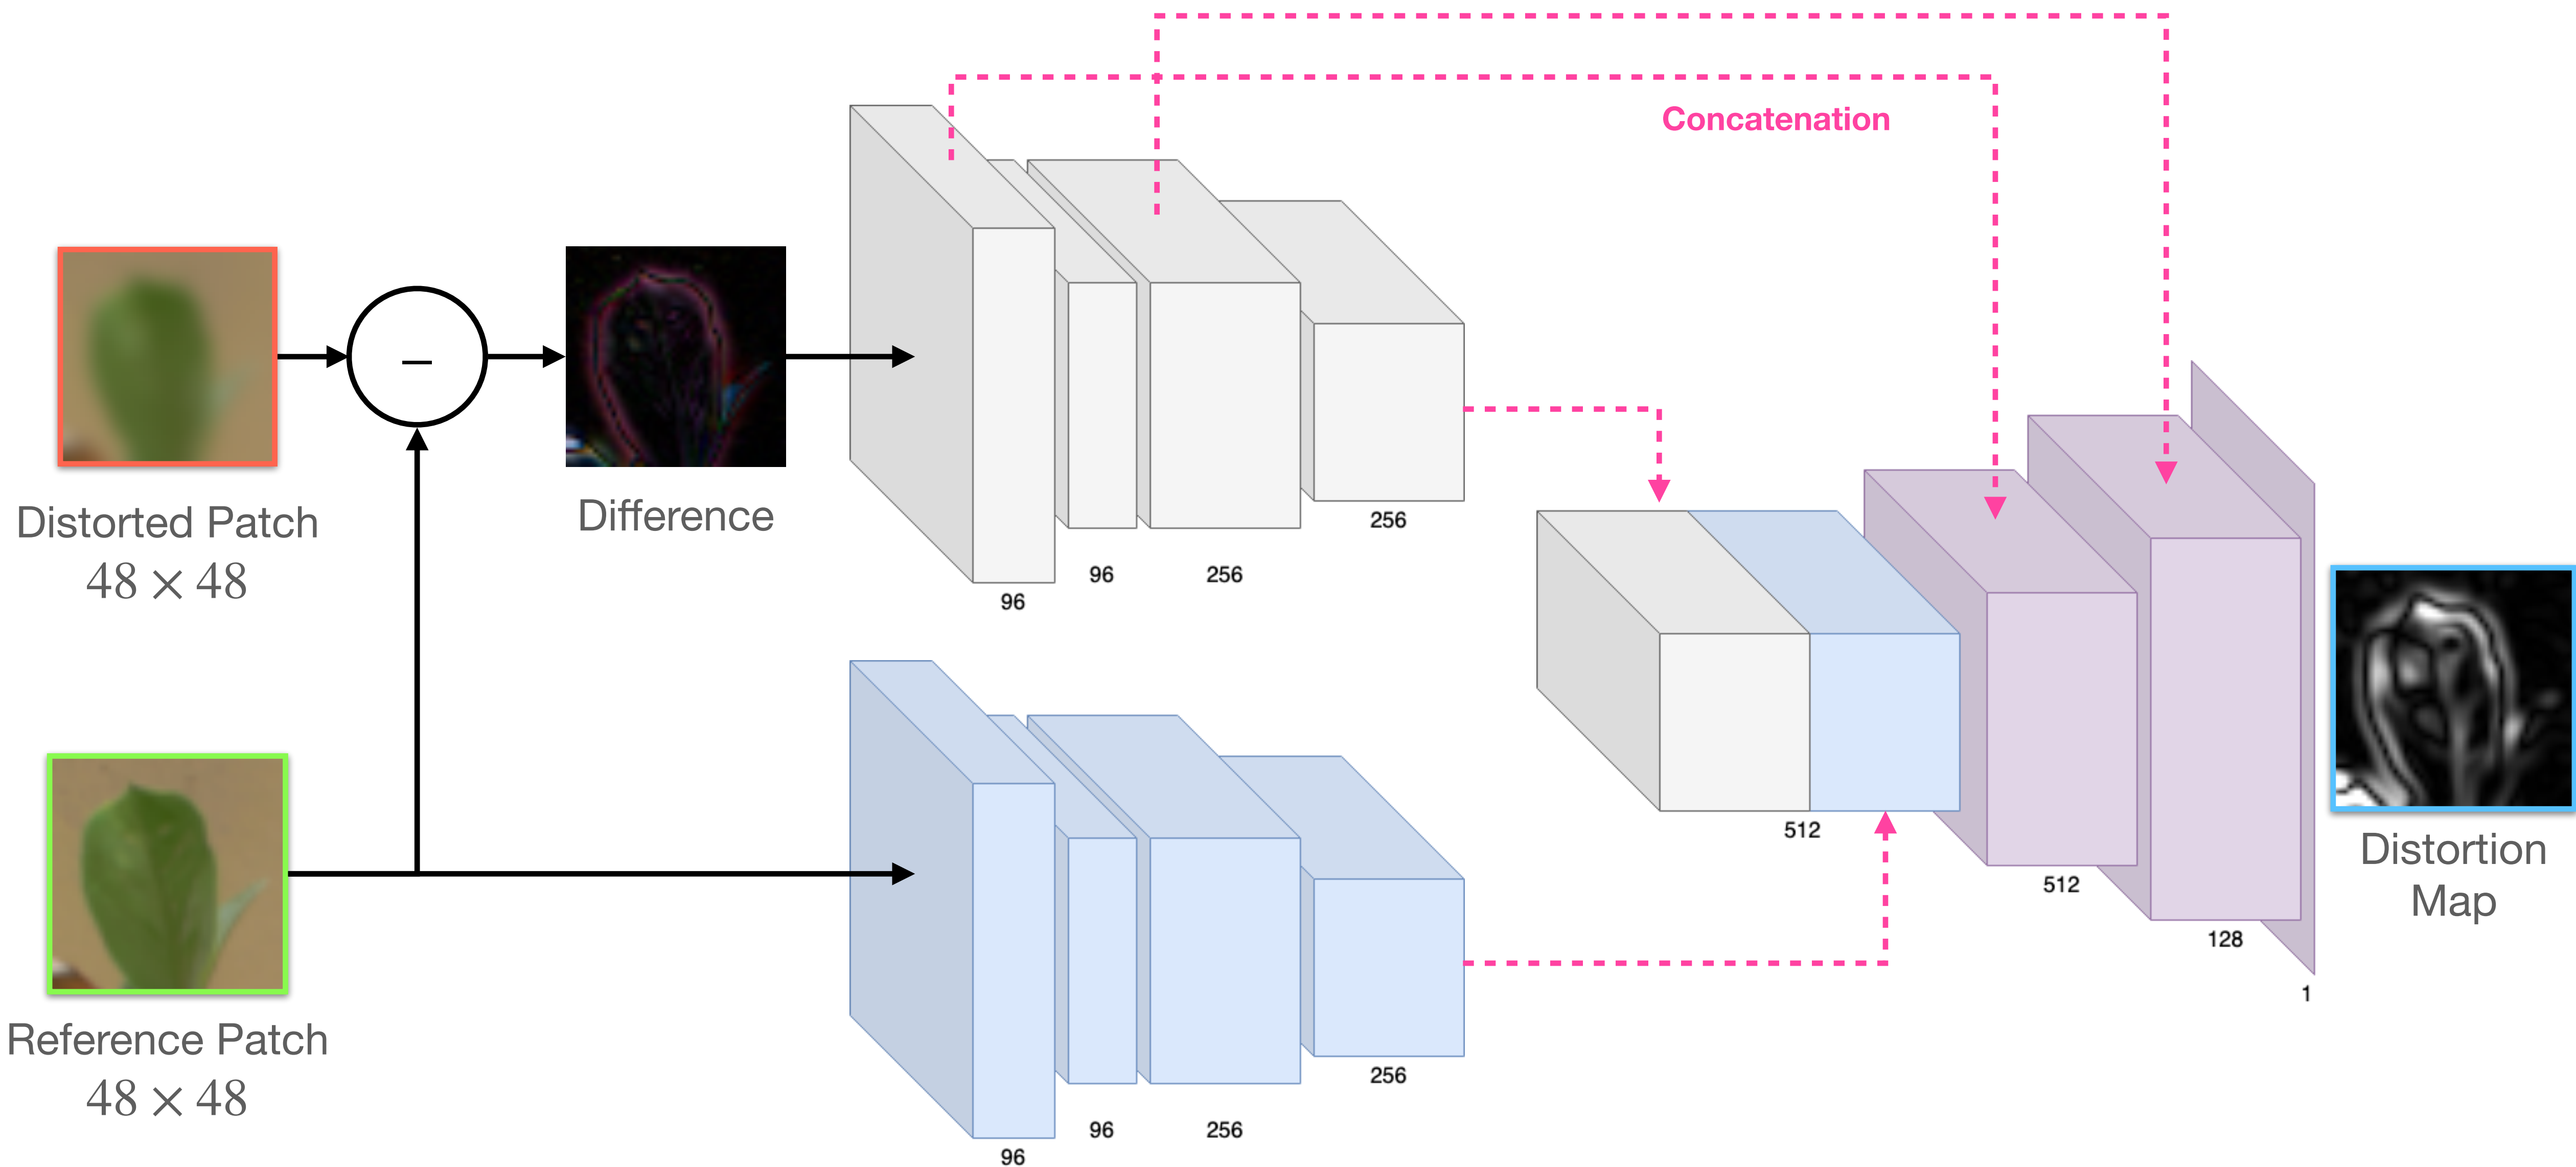 Concatenation
–
Distorted Patch
48 × 48
Difference
96
96
256
256
512
512
128
1
Distortion
Map
Reference Patch
48 × 48
96
96
256
256